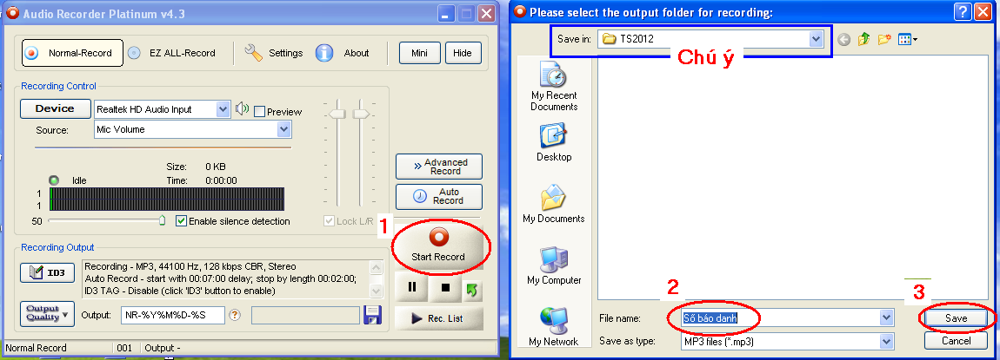 Audio Recorder Platinum v4.3
Normal-Record
EZ ALL-Record
Settings
About
Mini
Hide
Recording Control
Device
Realtek HD Audio Input
Preview
Source:
Mic Volume
Size: 0 KB
Idle
Time: 0:00:00
1
1
50
Enable silence detection
Lock L/R
Advanced
Record
Auto
Record
1
Start Record
Recording Output
ID3
Recording - MP3, 44100 Hz, 128 kbps CBR, Stereo
Auto Record - start with 00:07:00 delay; stop by length 00:02:00;
ID3 TAG - Disable (click 'ID3' button to enable)
Output
Quality
Output:
NR-%Y%M%D-%S
Rec. List
Normal Record
001
Output -
Please select the output folder for recording:
Save in:
TS2012
Chú ý
My Recent
Documents
Desktop
My Documents
My Computer
My Network
2
3
File name:
Số báo danh
Save
Save as type:
MP3 files (*.mp3)
Cancel